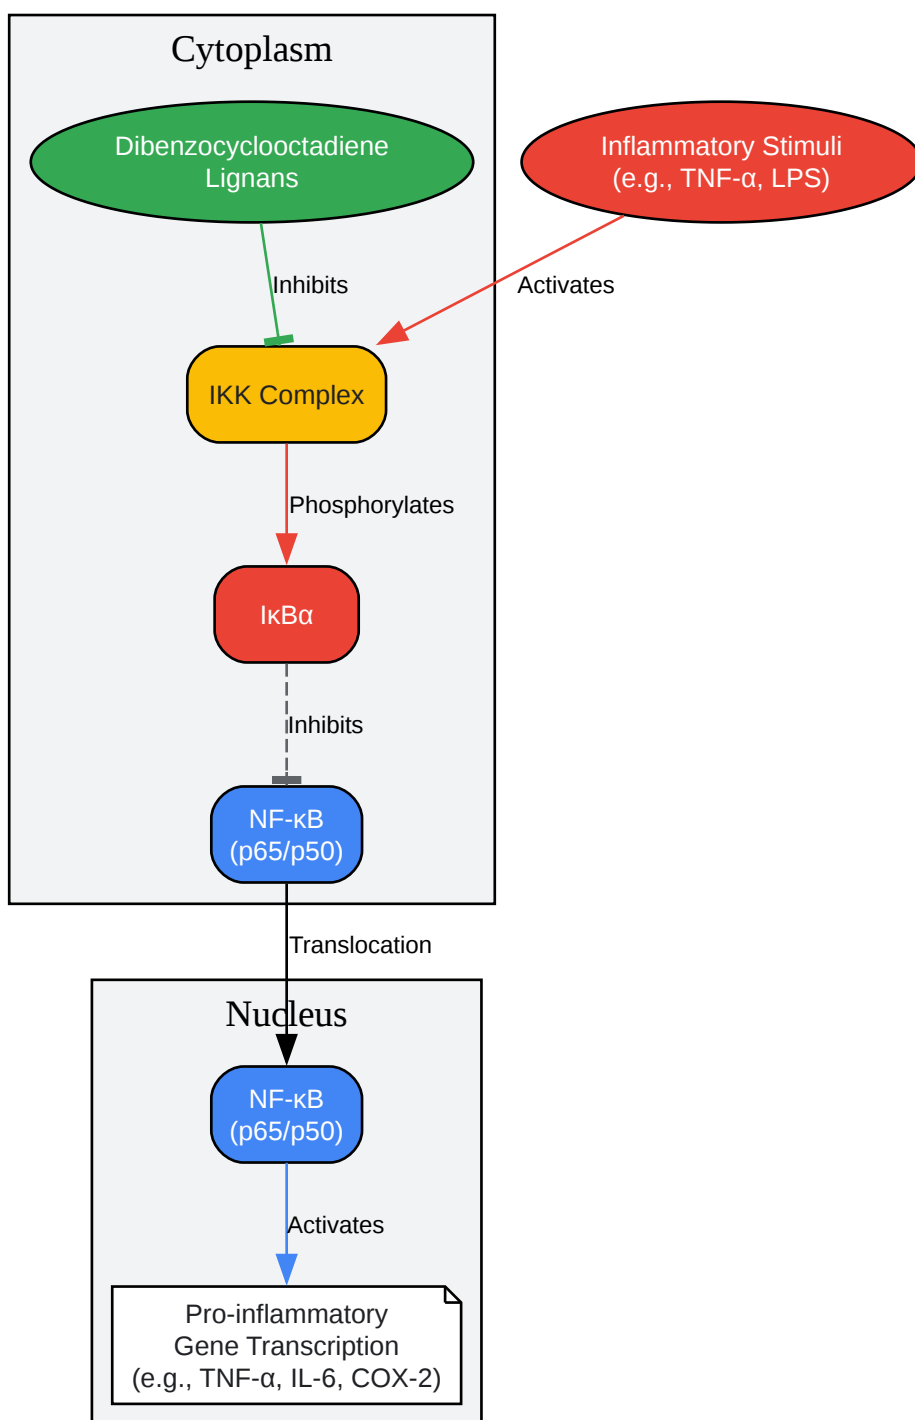 Cytoplasm
Dibenzocyclooctadiene
Lignans
Inflammatory Stimuli
(e.g., TNF-α, LPS)
Inhibits
Activates
IKK Complex
Phosphorylates
IκBα
Inhibits
NF-κB
(p65/p50)
Translocation
Nucleus
NF-κB
(p65/p50)
Activates
Pro-inflammatory
Gene Transcription
(e.g., TNF-α, IL-6, COX-2)